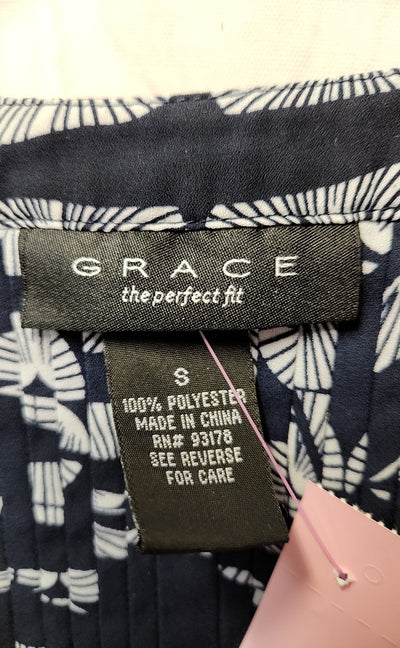 GRACE
the perfect fit
S
100% POLYESTER
MADE IN CHINA
RN# 93178
SEE REVERSE
FOR CARE